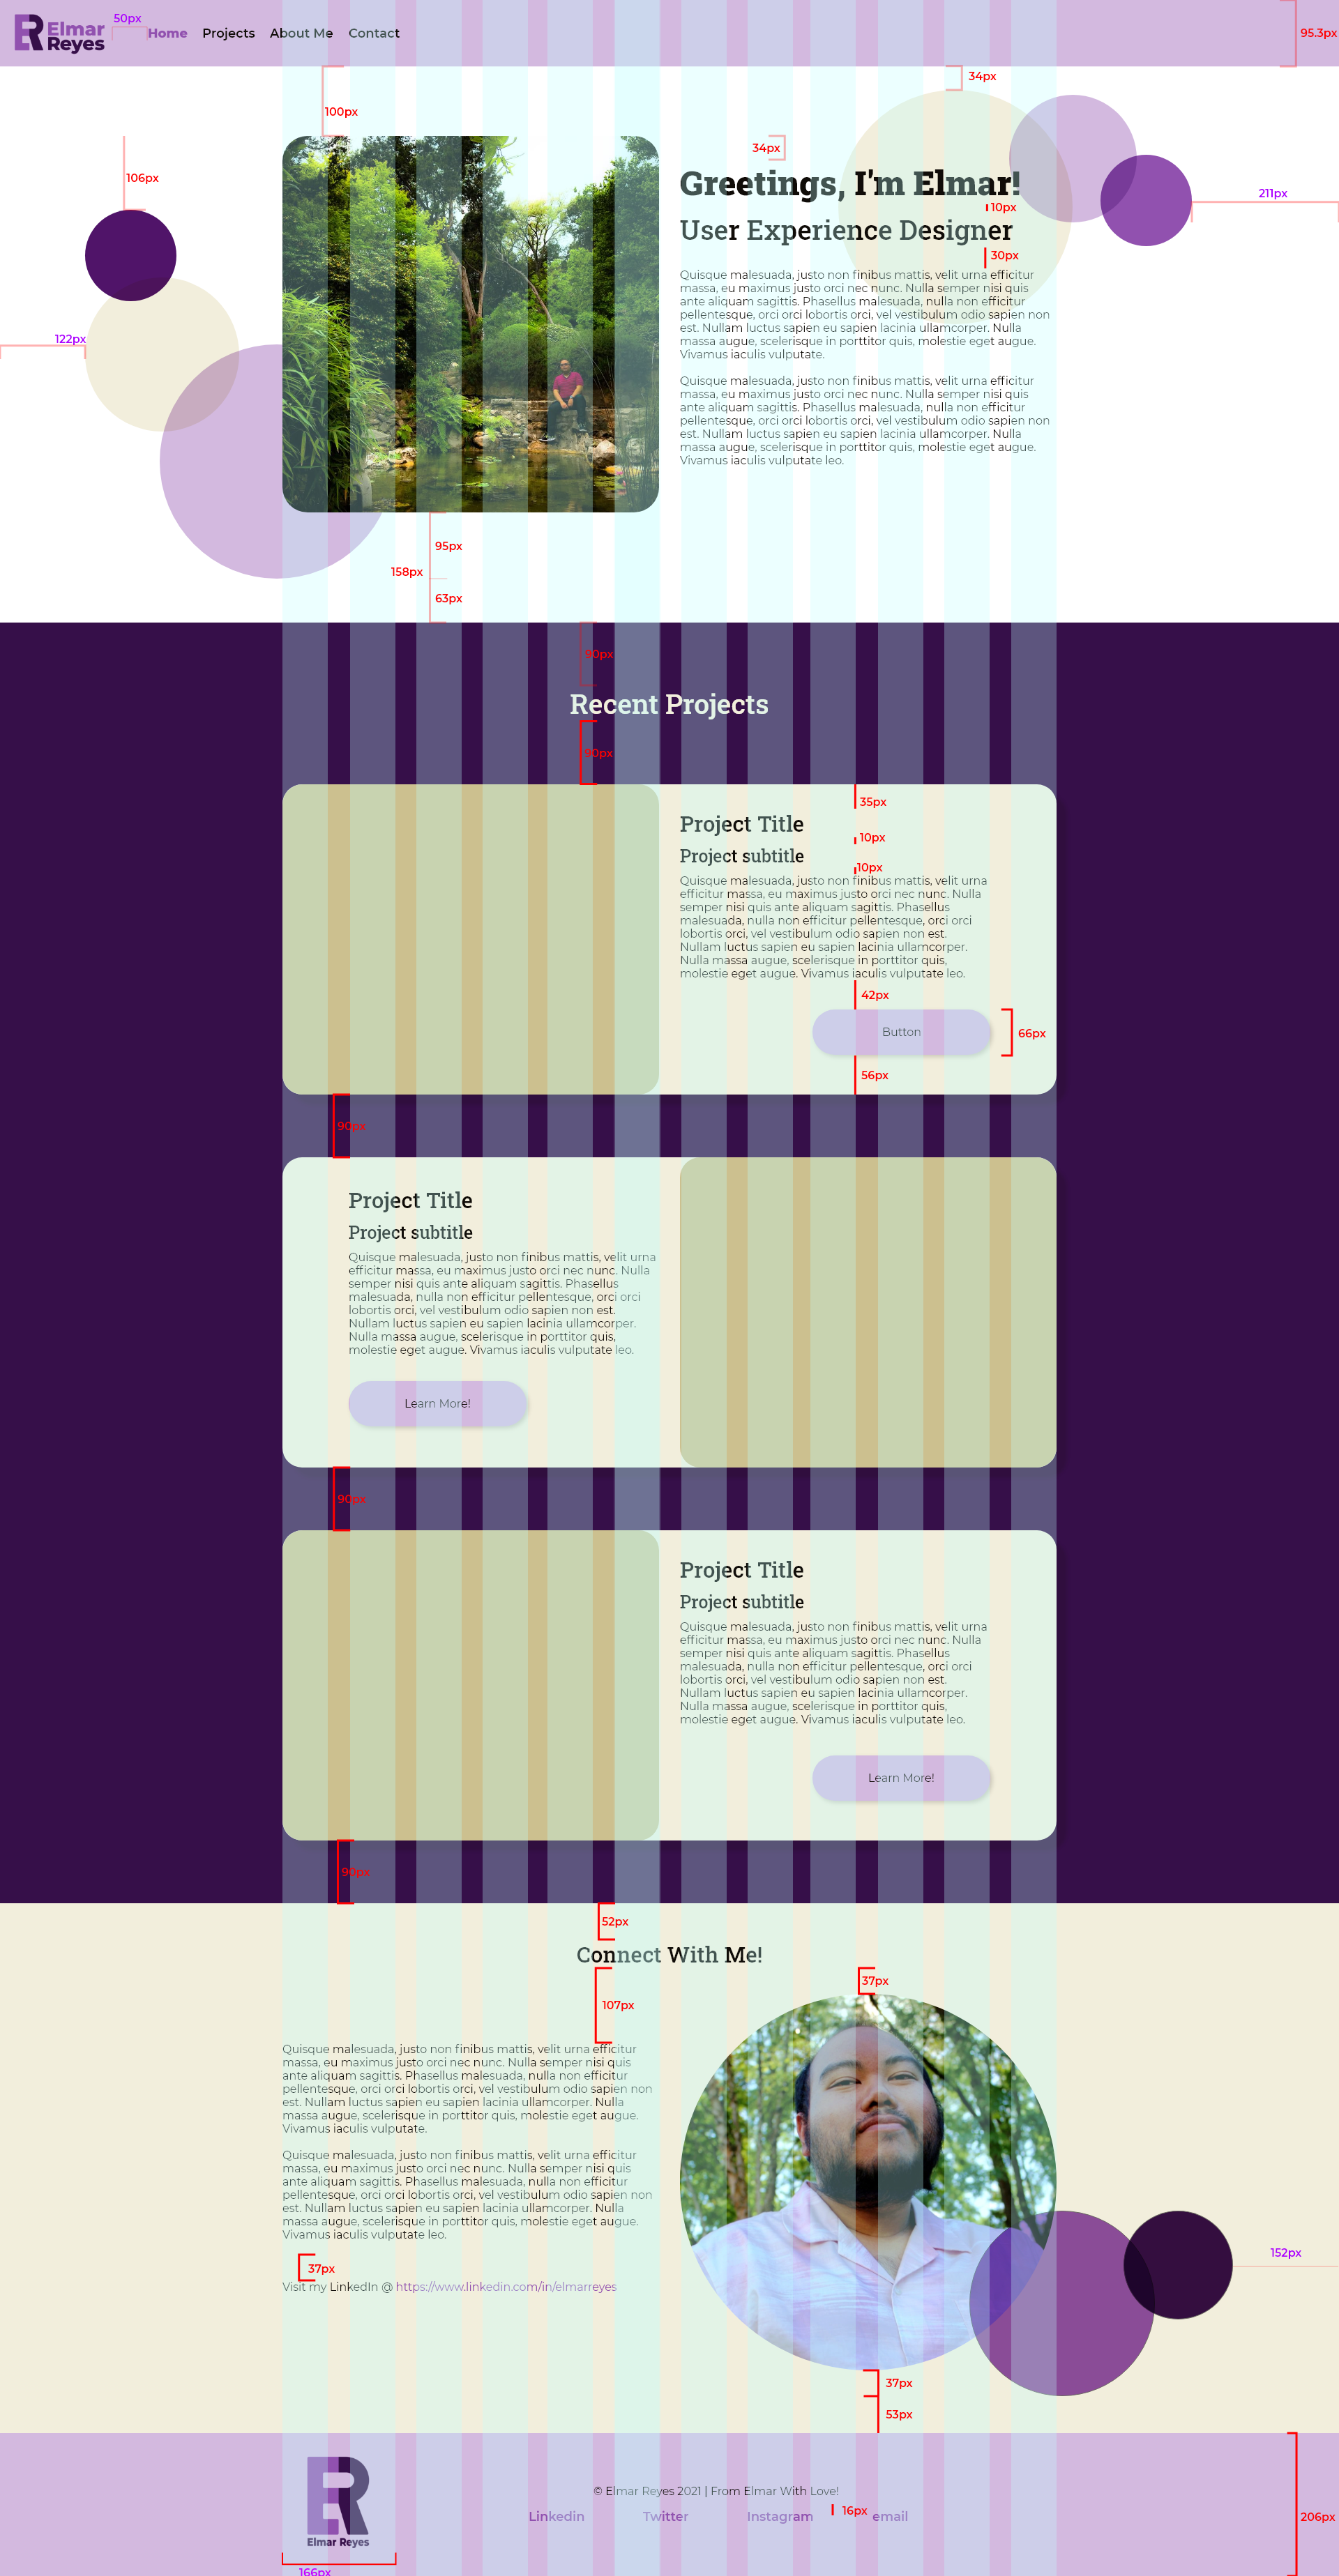 Elmar
Reyes
50px
Home Projects About Me Contact
95.3px
34px
100px
34px
106px
Greetings, I'm Elmar!
211px
10px
User Experience Designer
30px
Quisque malesuada, justo non finibus mattis, velit urna efficitur
massa, eu maximus justo orci nec nunc. Nulla semper nisi quis
ante aliquam sagittis. Phasellus malesuada, nulla non efficitur
pellentesque, orci orci lobortis orci, vel vestibulum odio sapien non
est. Nullam luctus sapien eu sapien lacinia ullamcorper. Nulla
massa augue, scelerisque in porttitor quis, molestie eget augue.
Vivamus iaculis vulputate.
122px
Quisque malesuada, justo non finibus mattis, velit urna efficitur
massa, eu maximus justo orci nec nunc. Nulla semper nisi quis
ante aliquam sagittis. Phasellus malesuada, nulla non efficitur
pellentesque, orci orci lobortis orci, vel vestibulum odio sapien non
est. Nullam luctus sapien eu sapien lacinia ullamcorper. Nulla
massa augue, scelerisque in porttitor quis, molestie eget augue.
Vivamus iaculis vulputate leo.
95px
158px
63px
90px
Recent Projects
90px
35px
Project Title
10px
Project subtitle
10px
Quisque malesuada, justo non finibus mattis, velit urna
efficitur massa, eu maximus justo orci nec nunc. Nulla
semper nisi quis ante aliquam sagittis. Phasellus
malesuada, nulla non efficitur pellentesque, orci orci
lobortis orci, vel vestibulum odio sapien non est.
Nullam luctus sapien eu sapien lacinia ullamcorper.
Nulla massa augue, scelerisque in porttitor quis,
molestie eget augue. Vivamus iaculis vulputate leo.
42px
Button
66px
56px
90px
Project Title
Project subtitle
Quisque malesuada, justo non finibus mattis, velit urna
efficitur massa, eu maximus justo orci nec nunc. Nulla
semper nisi quis ante aliquam sagittis. Phasellus
malesuada, nulla non efficitur pellentesque, orci orci
lobortis orci, vel vestibulum odio sapien non est.
Nullam luctus sapien eu sapien lacinia ullamcorper.
Nulla massa augue, scelerisque in porttitor quis,
molestie eget augue. Vivamus iaculis vulputate leo.
Learn More!
90px
Project Title
Project subtitle
Quisque malesuada, justo non finibus mattis, velit urna
efficitur massa, eu maximus justo orci nec nunc. Nulla
semper nisi quis ante aliquam sagittis. Phasellus
malesuada, nulla non efficitur pellentesque, orci orci
lobortis orci, vel vestibulum odio sapien non est.
Nullam luctus sapien eu sapien lacinia ullamcorper.
Nulla massa augue, scelerisque in porttitor quis,
molestie eget augue. Vivamus iaculis vulputate leo.
Learn More!
90px
52px
Connect With Me!
37px
107px
Quisque malesuada, justo non finibus mattis, velit urna efficitur
massa, eu maximus justo orci nec nunc. Nulla semper nisi quis
ante aliquam sagittis. Phasellus malesuada, nulla non efficitur
pellentesque, orci orci lobortis orci, vel vestibulum odio sapien non
est. Nullam luctus sapien eu sapien lacinia ullamcorper. Nulla
massa augue, scelerisque in porttitor quis, molestie eget augue.
Vivamus iaculis vulputate.
Quisque malesuada, justo non finibus mattis, velit urna efficitur
massa, eu maximus justo orci nec nunc. Nulla semper nisi quis
ante aliquam sagittis. Phasellus malesuada, nulla non efficitur
pellentesque, orci orci lobortis orci, vel vestibulum odio sapien non
est. Nullam luctus sapien eu sapien lacinia ullamcorper. Nulla
massa augue, scelerisque in porttitor quis, molestie eget augue.
Vivamus iaculis vulputate leo.
152px
37px
Visit my LinkedIn @ https://www.linkedin.com/in/elmarreyes
37px
53px
© Elmar Reyes 2021 | From Elmar With Love!
Linkedin Twitter Instagram 16px email
206px
Elmar Reyes
166px